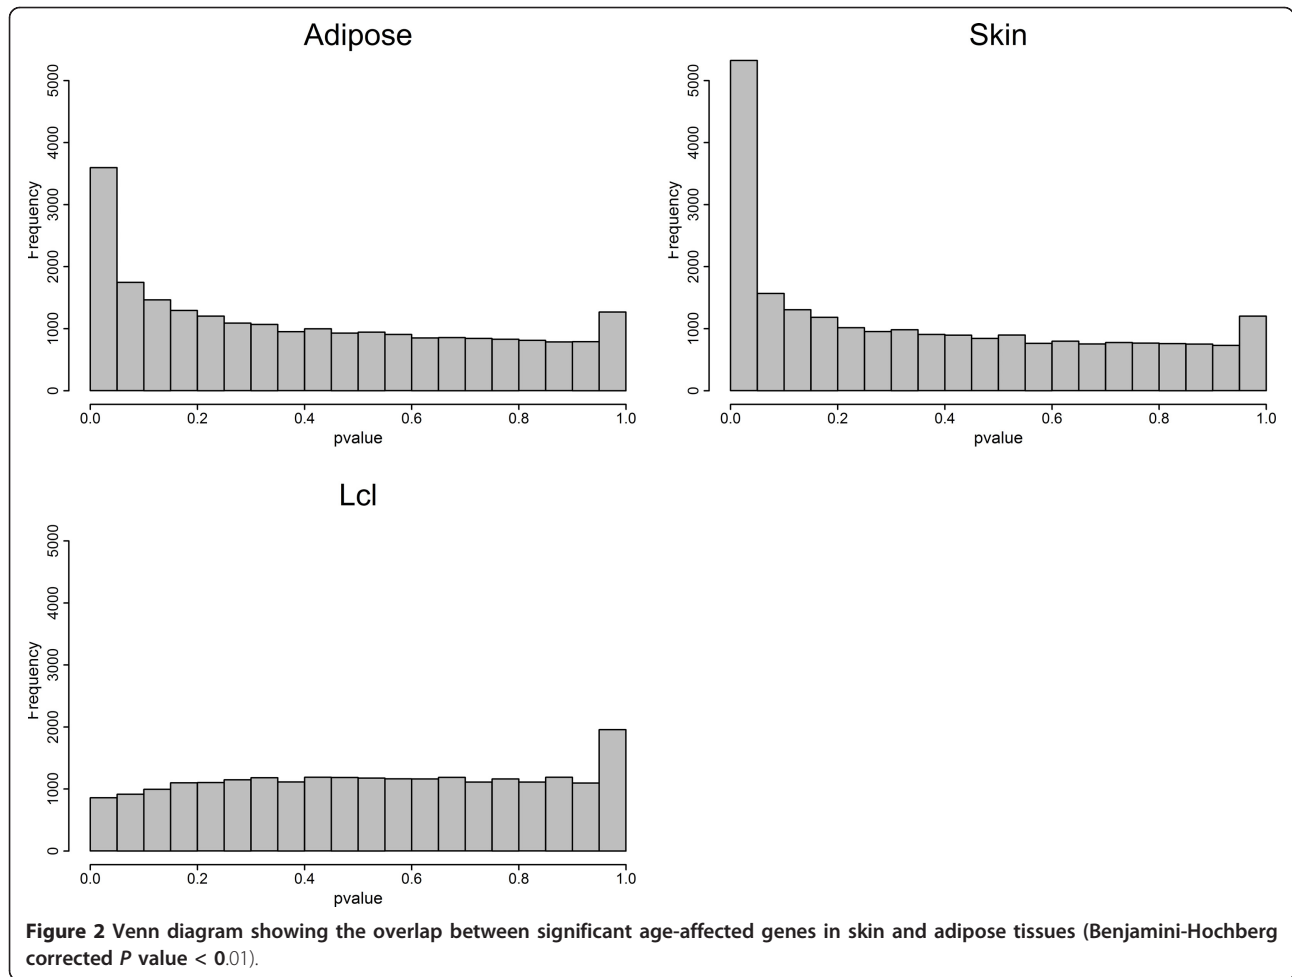 Adipose
Frequency
5000
4000
3000
2000
1000
0
0.0 0.2 0.4 0.6 0.8 1.0
pvalue
Skin
Frequency
5000
4000
3000
2000
1000
0
0.0 0.2 0.4 0.6 0.8 1.0
pvalue
Lcl
Frequency
5000
4000
3000
2000
1000
0
0.0 0.2 0.4 0.6 0.8 1.0
pvalue
Figure 2 Venn diagram showing the overlap between significant age-affected genes in skin and adipose tissues (Benjamini-Hochberg
corrected P value < 0.01).